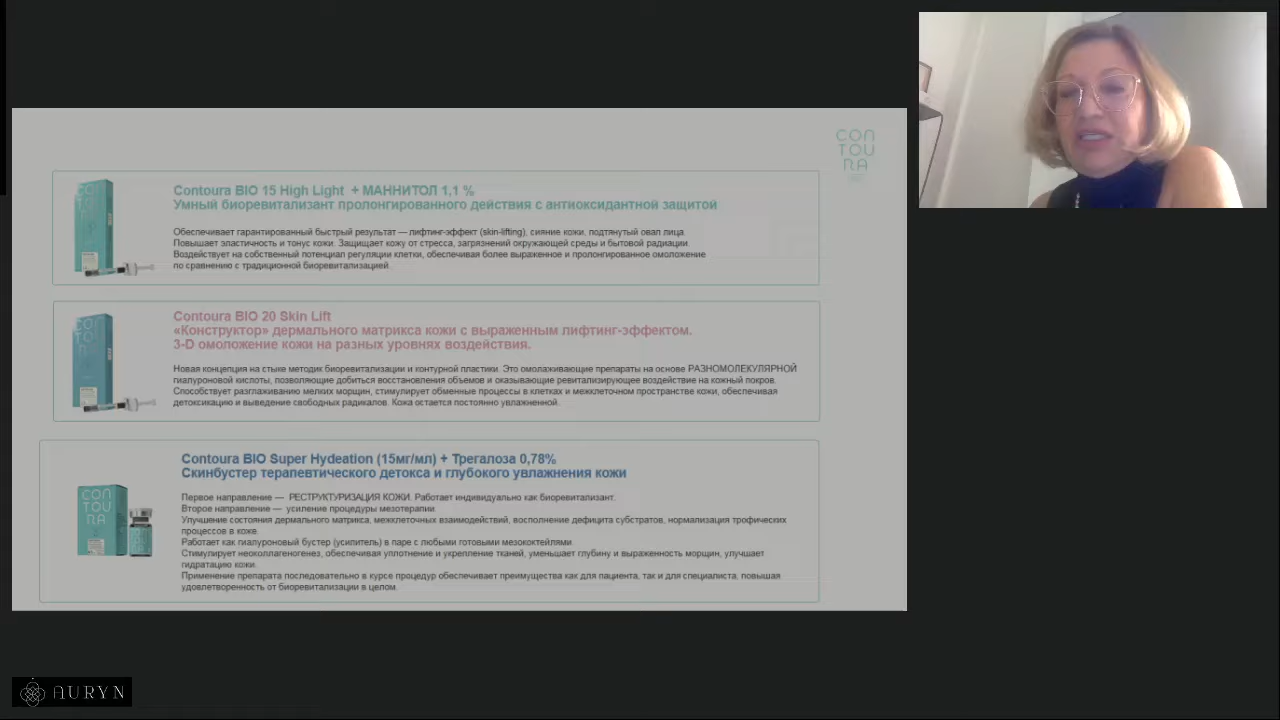 CON
TOU
RA
Contoura BIO 15 High Light + МАННИТОЛ 1,1 %
Умный биоревитализант пролонгированного действия с антиоксидантной защитой
Обеспечивает гарантированный быстрый результат — лифтинг-эффект (skin-lifting), сияние кожи, подтянутый овал лица.
Повышает эластичность и тонус кожи. Защищает кожу от стресса, загрязнений окружающей среды и бытовой радиации.
Воздействует на собственный потенциал регуляции клетки, обеспечивая более выраженное и пролонгированное омоложение
по сравнению с традиционной биоревитализацией.
Contoura BIO 20 Skin Lift
«Конструктор» дермального матрикса кожи с выраженным лифтинг-эффектом.
3-D омоложение кожи на разных уровнях воздействия.
Новая концепция на стыке методик биоревитализации и контурной пластики. Это омолаживающие препараты на основе РАЗНОМОЛЕКУЛЯРНОЙ
гиалуроновой кислоты, позволяющие добиться восстановления объемов и оказывающие ревитализирующее воздействие на кожный покров.
Способствует разглаживанию мелких морщин, стимулирует обменные процессы в клетках и межклеточном пространстве кожи, обеспечивая
детоксикацию и выведение свободных радикалов. Кожа остается постоянно увлажненной.
Contoura BIO Super Hydeation (15мг/мл) + Трегалоза 0,78%
Скинбустер терапевтического детокса и глубокого увлажнения кожи
CON
TOU
RA
Первое направление — РЕСТРУКТУРИЗАЦИЯ КОЖИ. Работает индивидуально как биоревитализант.
Второе направление — усиление процедуры мезотерапии.
Улучшение состояния дермального матрикса, межклеточных взаимодействий, восполнение дефицита субстратов, нормализация трофических
процессов в коже.
Работает как гиалуроновый бустер (усилитель) в паре с любыми готовыми мезококтейлями.
Стимулирует неоколлагеногенез, обеспечивая уплотнение и укрепление тканей, уменьшает глубину и выраженность морщин, улучшает
гидратацию кожи.
Применение препарата последовательно в курсе процедур обеспечивает преимущества как для пациента, так и для специалиста, повышая
удовлетворенность от биоревитализации в целом.
AURYN